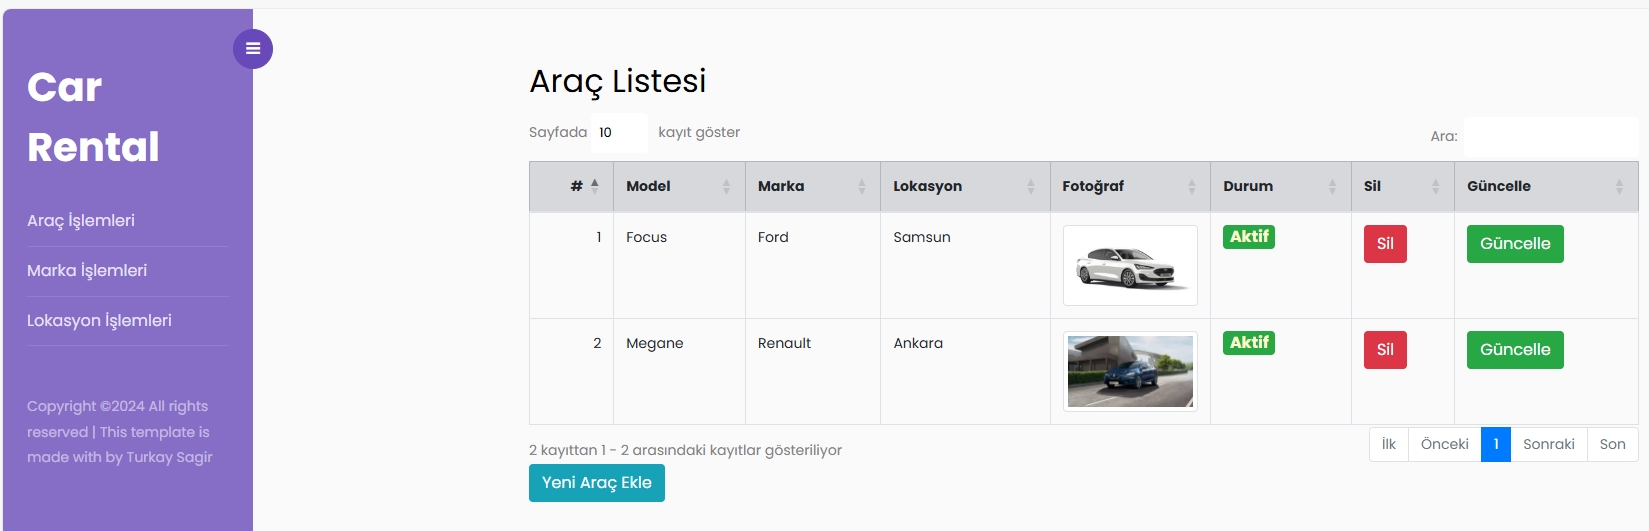 Car
Rental
Araç İşlemleri
Marka İşlemleri
Lokasyon İşlemleri
Copyright ©2024 All rights
reserved | This template is
made with by Turkay Sagir
Araç Listesi
Sayfada 10 kayıt göster
Ara:
# Model Marka Lokasyon Fotoğraf Durum Sil Güncelle
1 Focus Ford Samsun Aktif Sil Güncelle
2 Megane Renault Ankara Aktif Sil Güncelle
2 kayıttan 1 - 2 arasındaki kayıtlar gösteriliyor
İlk Önceki 1 Sonraki Son
Yeni Araç Ekle